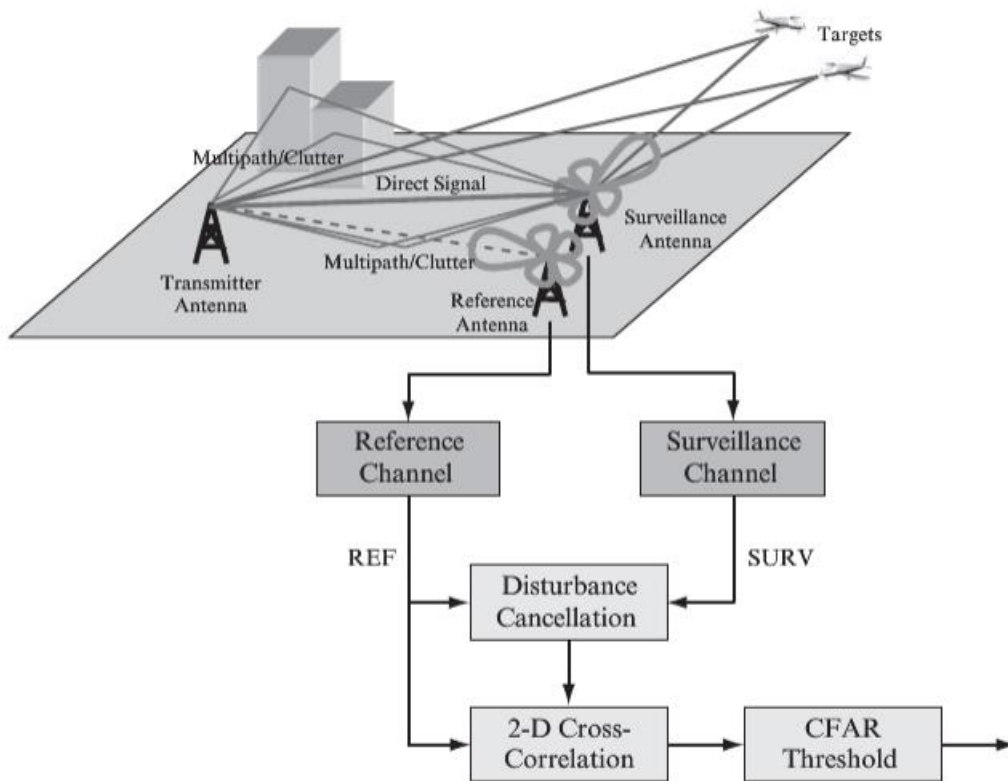 Targets
Multipath/Clutter
Direct Signal
Surveillance
Antenna
Multipath/Clutter
Transmitter
Antenna
Reference
Antenna
Reference
Channel
Surveillance
Channel
REF
SURV
Disturbance
Cancellation
2-D Cross-
Correlation
CFAR
Threshold